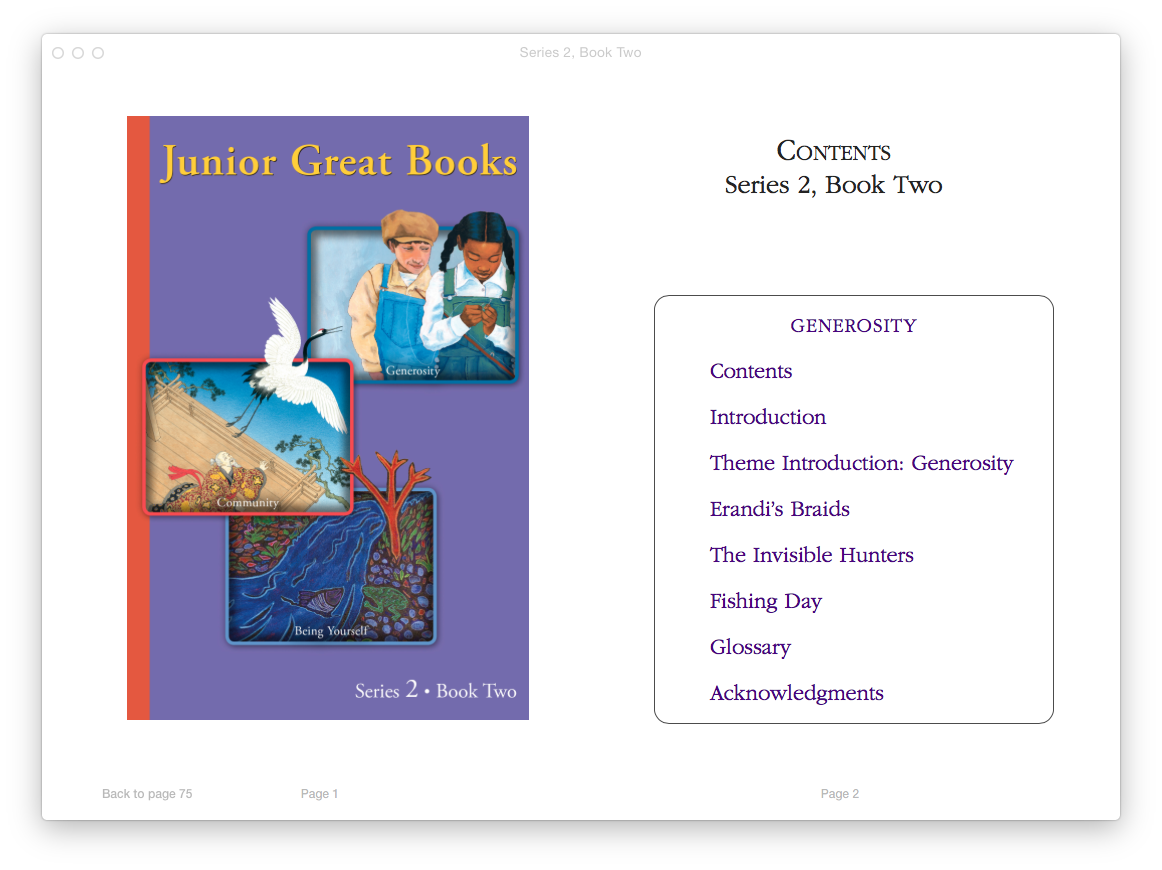 Series 2, Book Two
Junior Great Books
Generosity
Community
Being Yourself
Series 2 • Book Two
CONTENTS
Series 2, Book Two
GENEROSITY
Contents
Introduction
Theme Introduction: Generosity
Erandi's Braids
The Invisible Hunters
Fishing Day
Glossary
Acknowledgments
Back to page 75
Page 1
Page 2